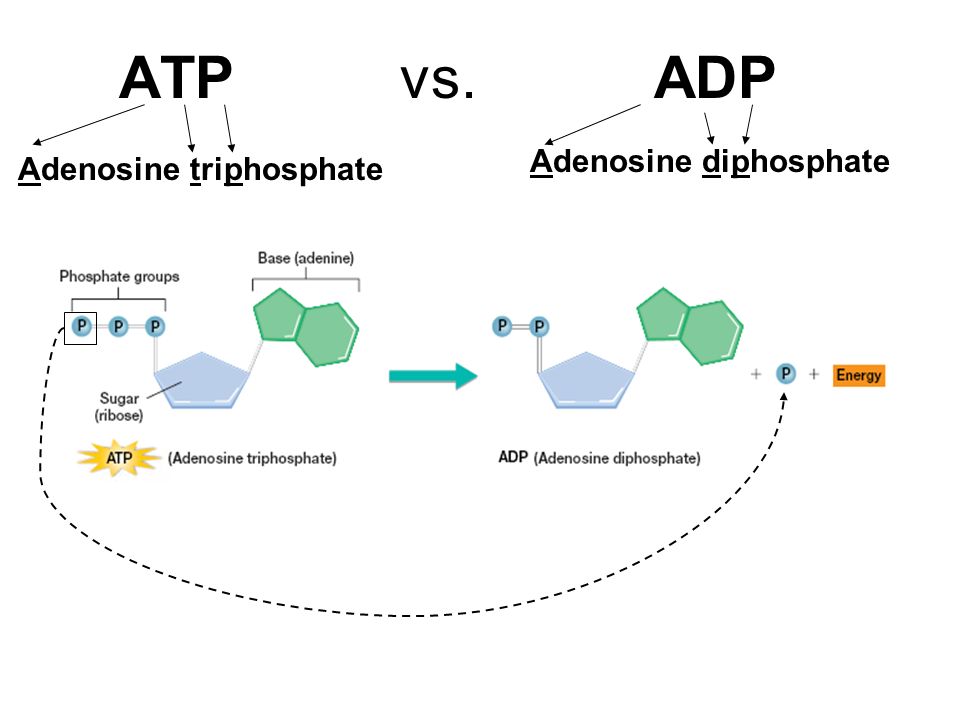 ATP vs. ADP
Adenosine triphosphate
Adenosine diphosphate
Base (adenine)
Phosphate groups
P P P
P P
+ P + Energy
Sugar
(ribose)
ATP (Adenosine triphosphate)
ADP (Adenosine diphosphate)